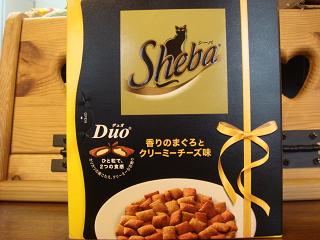 シーバ
Sheba
デュオ
Duo
ひと粒で、
2つの食感
香りのまぐろと
クリーミーチーズ味